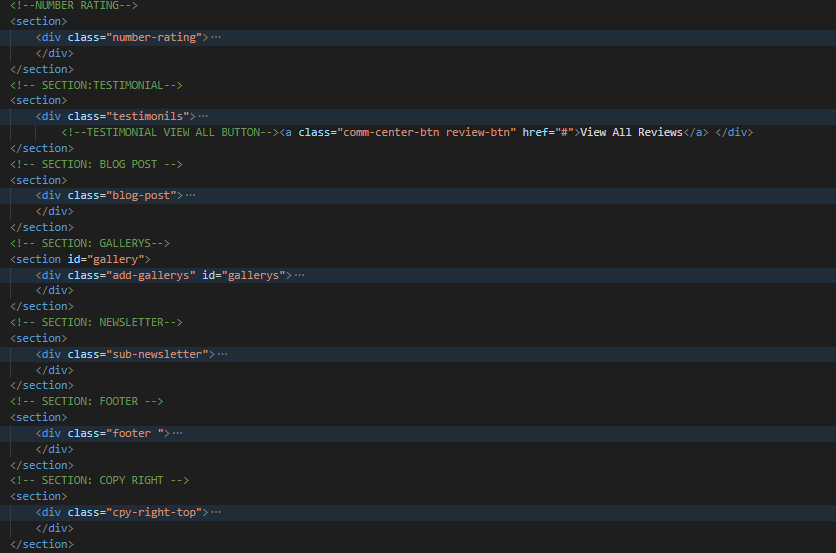 <!--NUMBER RATING-->
<section>
<div class="number-rating">···
</div>
</section>
<!-- SECTION:TESTIMONIAL-->
<section>
<div class="testimonils">···
<!--TESTIMONIAL VIEW ALL BUTTON--><a class="comm-center-btn review-btn" href="#">View All Reviews</a> </div>
</section>
<!-- SECTION: BLOG POST -->
<section>
<div class="blog-post">···
</div>
</section>
<!-- SECTION: GALLERYS-->
<section id="gallery">
<div class="add-gallerys" id="gallerys">···
</div>
</section>
<!-- SECTION: NEWSLETTER-->
<section>
<div class="sub-newsletter">···
</div>
</section>
<!-- SECTION: FOOTER -->
<section>
<div class="footer ">···
</div>
</section>
<!-- SECTION: COPY RIGHT -->
<section>
<div class="cpy-right-top">···
</div>
</section>